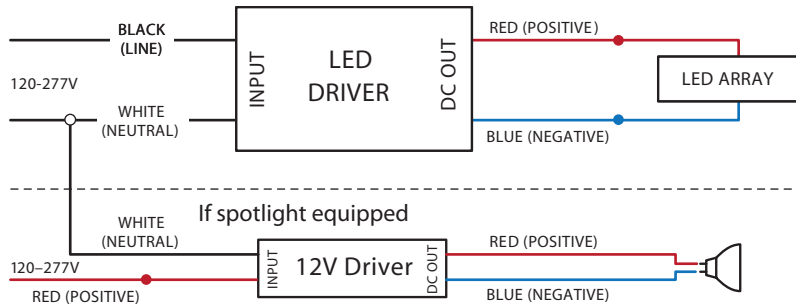 BLACK
(LINE)
RED (POSITIVE)
INPUT
LED
DRIVER
DC OUT
120-277V
LED ARRAY
WHITE
(NEUTRAL)
BLUE (NEGATIVE)
If spotlight equipped
WHITE
(NEUTRAL)
RED (POSITIVE)
INPUT
12V Driver
DC OUT
120–277V
RED (POSITIVE)
BLUE (NEGATIVE)